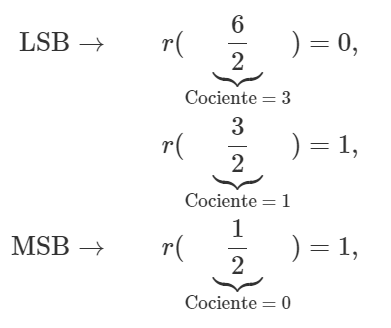 LSB → r( 6/2 ) = 0,
Cociente = 3
r( 3/2 ) = 1,
Cociente = 1
MSB → r( 1/2 ) = 1,
Cociente = 0